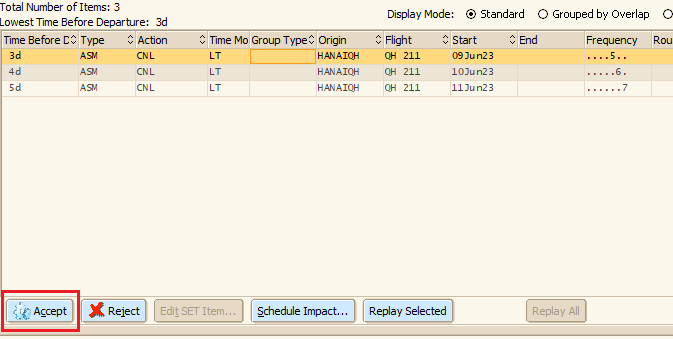 Total Number of Items: 3
Lowest Time Before Departure: 3d
Display Mode: Standard Grouped by Overlap
Time Before D Type Action Time Mo Group Type Origin Flight Start End Frequency Rou
3d ASM CNL LT HANAIQH QH 211 09Jun23 ....5..
4d ASM CNL LT HANAIQH QH 211 10Jun23 .....6.
5d ASM CNL LT HANAIQH QH 211 11Jun23 ......7
Accept Reject Edit SET Item... Schedule Impact... Replay Selected Replay All